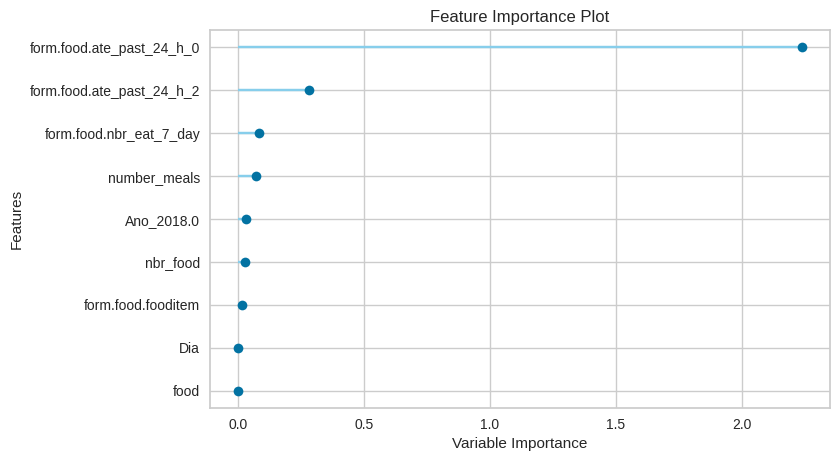 Feature Importance Plot
form.food.ate_past_24_h_0
form.food.ate_past_24_h_2
form.food.nbr_eat_7_day
number_meals
Ano_2018.0
nbr_food
form.food.fooditem
Dia
food
Features
0.0 0.5 1.0 1.5 2.0
Variable Importance